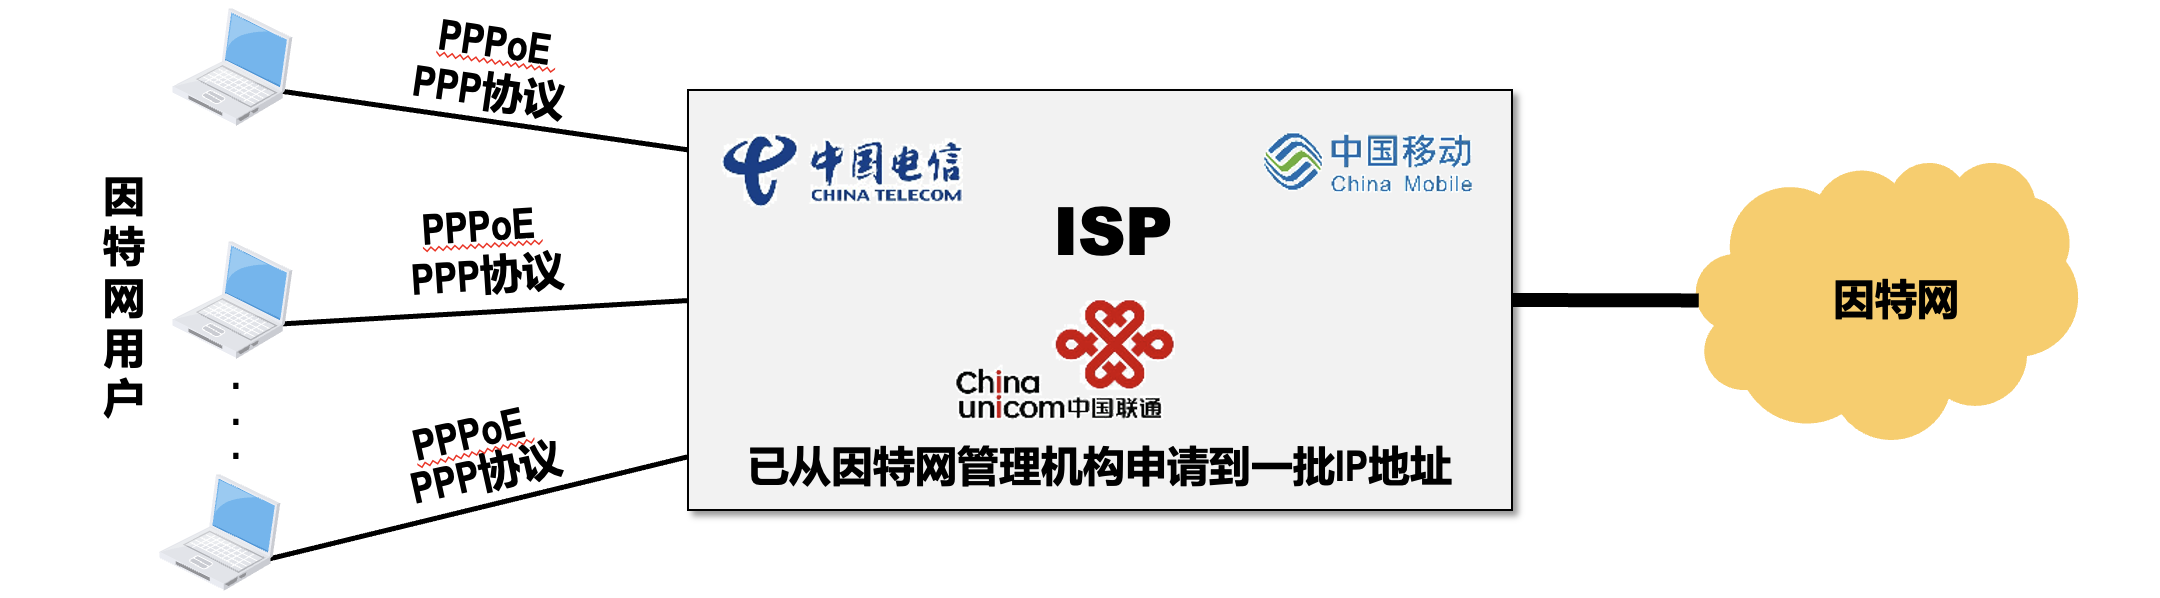 因特网用户
PPPoE
PPP协议
PPPoE
PPP协议
PPPoE
PPP协议
中国电信
CHINA TELECOM
中国移动
China Mobile
ISP
China
unicom中国联通
已从因特网管理机构申请到一批IP地址
因特网